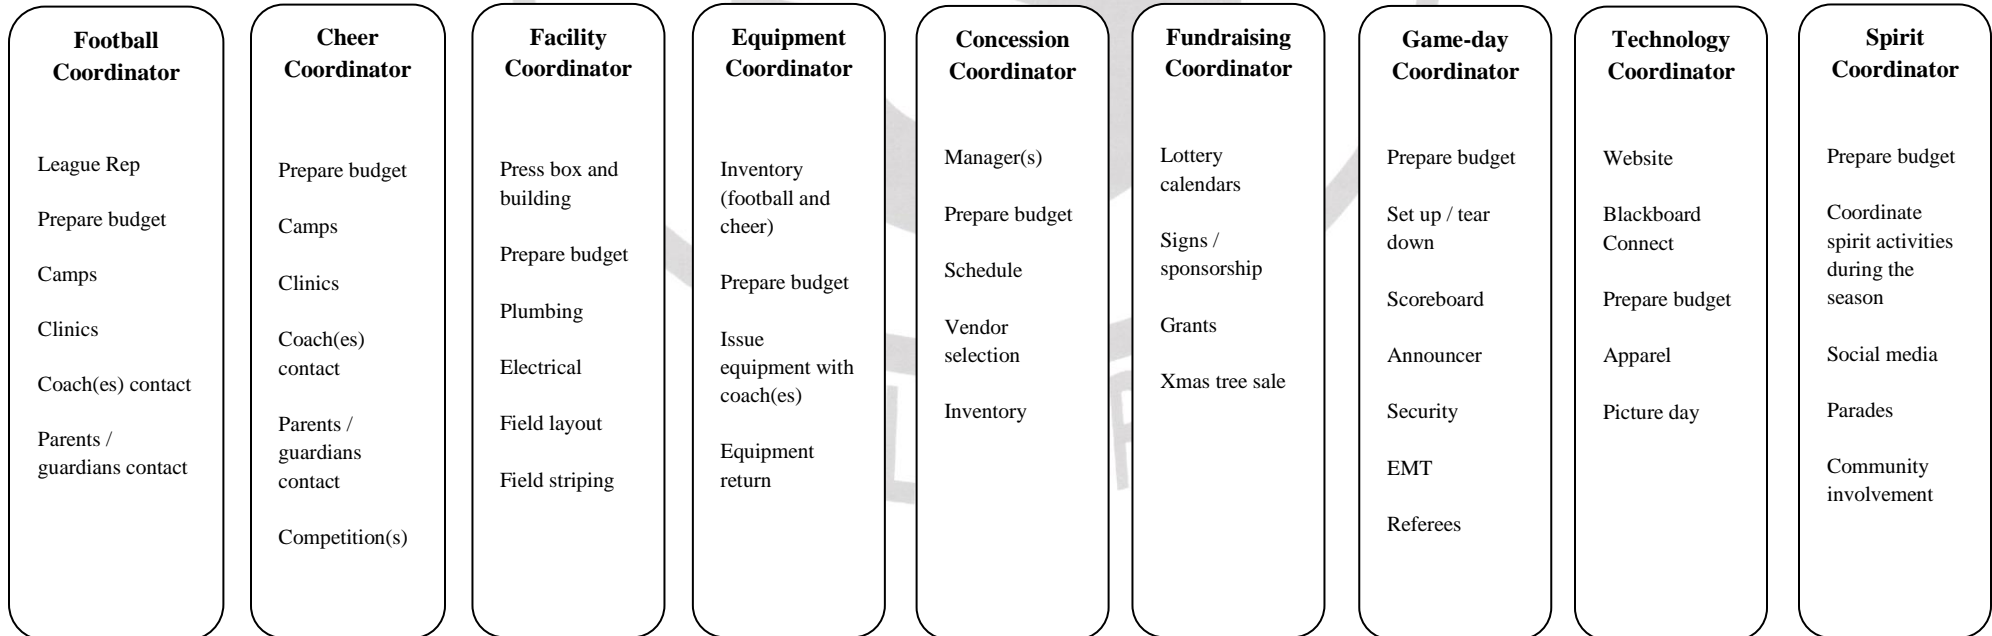 Football
Coordinator
League Rep
Prepare budget
Camps
Clinics
Coach(es) contact
Parents /
guardians contact
Cheer
Coordinator
Prepare budget
Camps
Clinics
Coach(es)
contact
Parents /
guardians
contact
Competition(s)
Facility
Coordinator
Press box and
building
Prepare budget
Plumbing
Electrical
Field layout
Field striping
Equipment
Coordinator
Inventory
(football and
cheer)
Prepare budget
Issue
equipment with
coach(es)
Equipment
return
Concession
Coordinator
Manager(s)
Prepare budget
Schedule
Vendor
selection
Inventory
Fundraising
Coordinator
Lottery
calendars
Signs /
sponsorship
Grants
Xmas tree sale
Game-day
Coordinator
Prepare budget
Set up / tear
down
Scoreboard
Announcer
Security
EMT
Referees
Technology
Coordinator
Website
Blackboard
Connect
Prepare budget
Apparel
Picture day
Spirit
Coordinator
Prepare budget
Coordinate
spirit activities
during the
season
Social media
Parades
Community
involvement